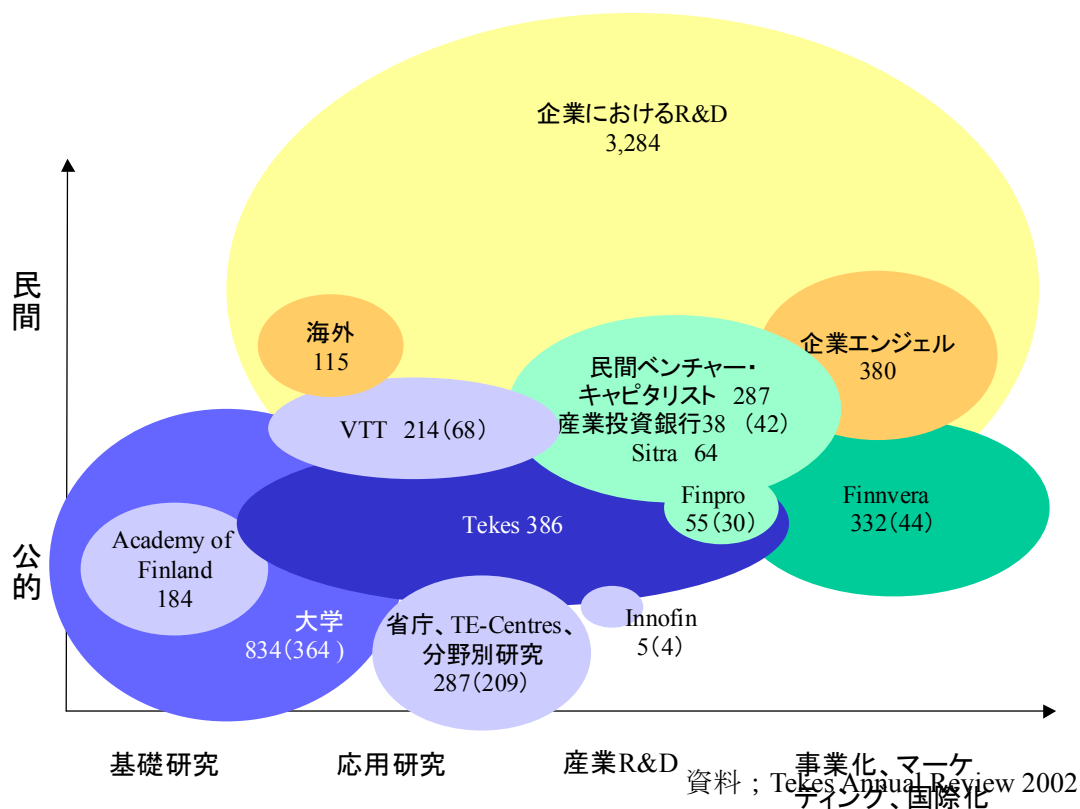 企業におけるR&D
3,284
民間
海外
115
企業エンジェル
380
民間ベンチャー・
キャピタリスト 287
産業投資銀行38 (42)
Sitra 64
VTT 214(68)
Tekes 386
Finpro
55(30)
Finnvera
332(44)
公的
Academy of
Finland
184
大学
834(364 )
省庁、TE-Centres、
分野別研究
287(209)
Innofin
5(4)
基礎研究
応用研究
産業R&D
事業化、マーケ
ティング、国際化
資料；Tekes Annual Review 2002